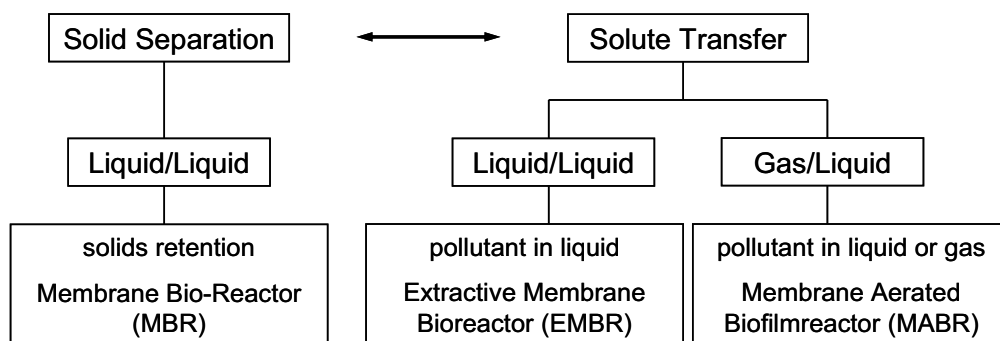 Solid Separation
Solute Transfer
Liquid/Liquid
Liquid/Liquid
Gas/Liquid
solids retention
Membrane Bio-Reactor
(MBR)
pollutant in liquid
Extractive Membrane
Bioreactor (EMBR)
pollutant in liquid or gas
Membrane Aerated
Biofilmreactor (MABR)